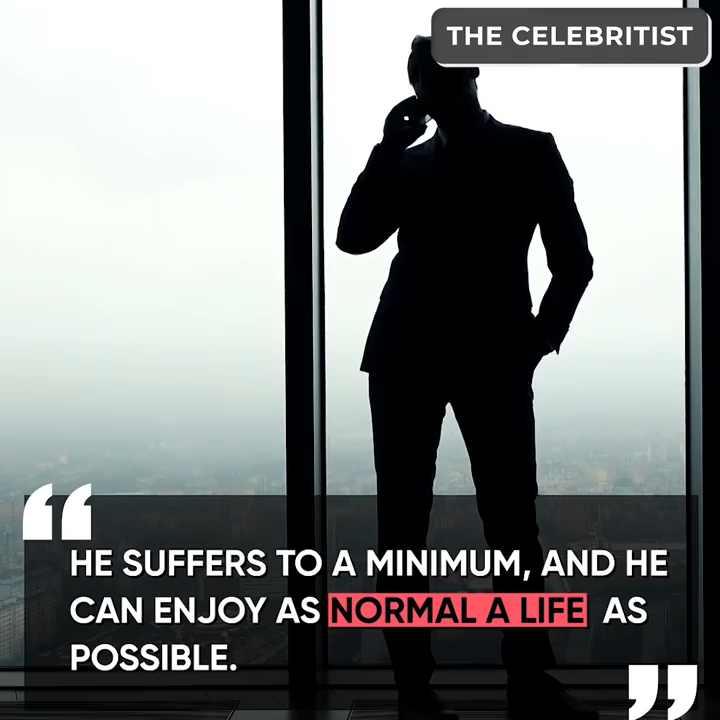 THE CELEBRITIST
“
HE SUFFERS TO A MINIMUM, AND HE
CAN ENJOY AS NORMAL A LIFE AS
POSSIBLE.
”